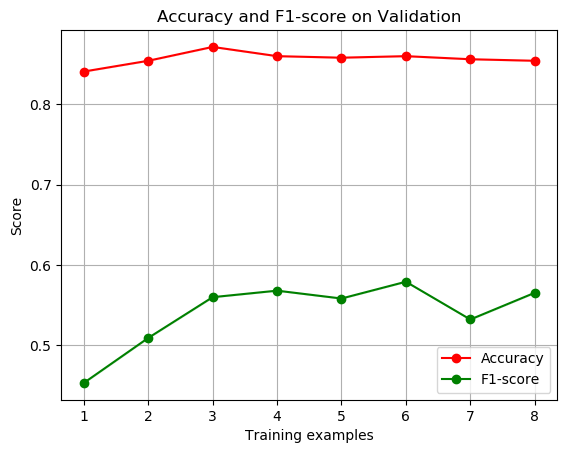 Accuracy and F1-score on Validation
Score
0.8
0.7
0.6
0.5
Accuracy
F1-score
1 2 3 4 5 6 7 8
Training examples